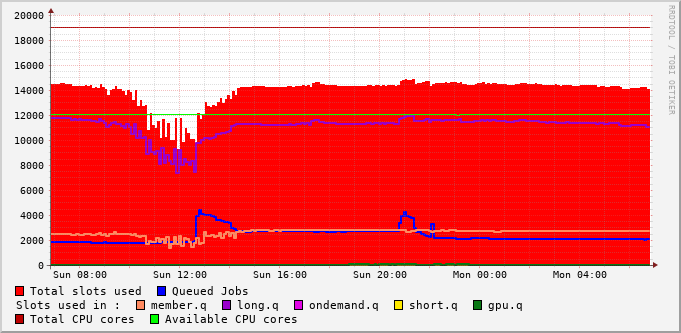 20000
18000
16000
14000
12000
10000
8000
6000
4000
2000
0
Sun 08:00 Sun 12:00 Sun 16:00 Sun 20:00 Mon 00:00 Mon 04:00
Total slots used Queued Jobs
Slots used in : member.q long.q ondemand.q short.q gpu.q
Total CPU cores Available CPU cores
RRDTOOL / TOBI OETIKER